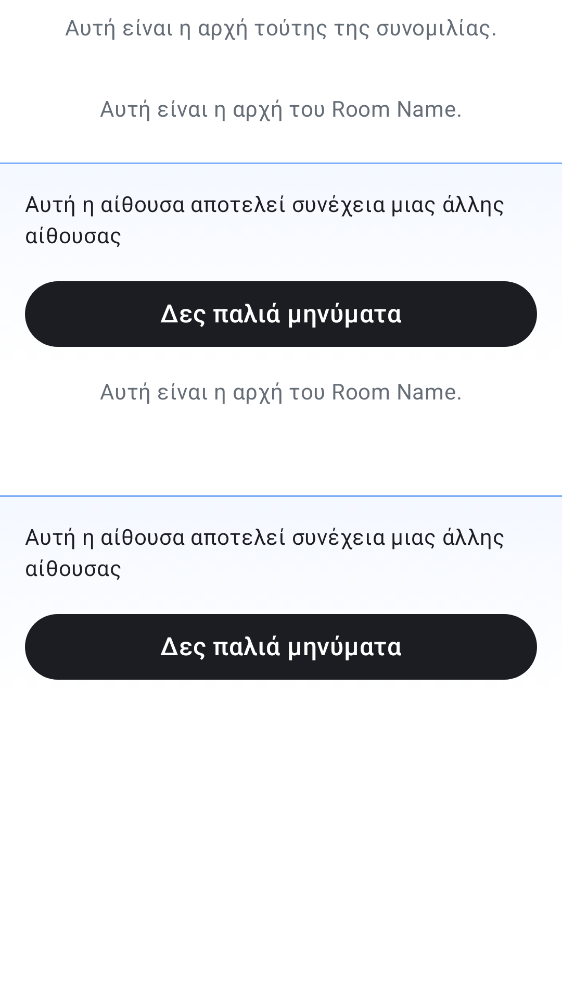 Αυτή είναι η αρχή τούτης της συνομιλίας.
Αυτή είναι η αρχή του Room Name.
Αυτή η αίθουσα αποτελεί συνέχεια μιας άλλης
αίθουσας
Δες παλιά μηνύματα
Αυτή είναι η αρχή του Room Name.
Αυτή η αίθουσα αποτελεί συνέχεια μιας άλλης
αίθουσας
Δες παλιά μηνύματα